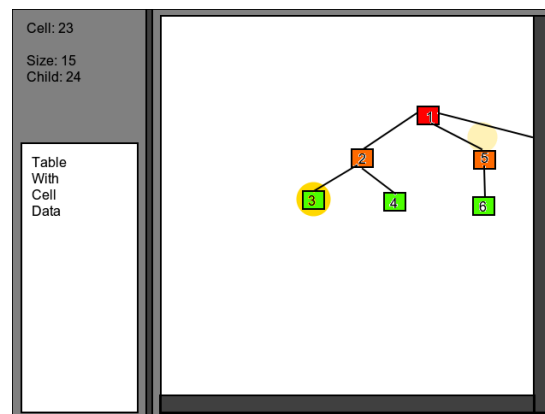 Cell: 23
Size: 15
Child: 24
Table
With
Cell
Data
1
2
5
3
4
6